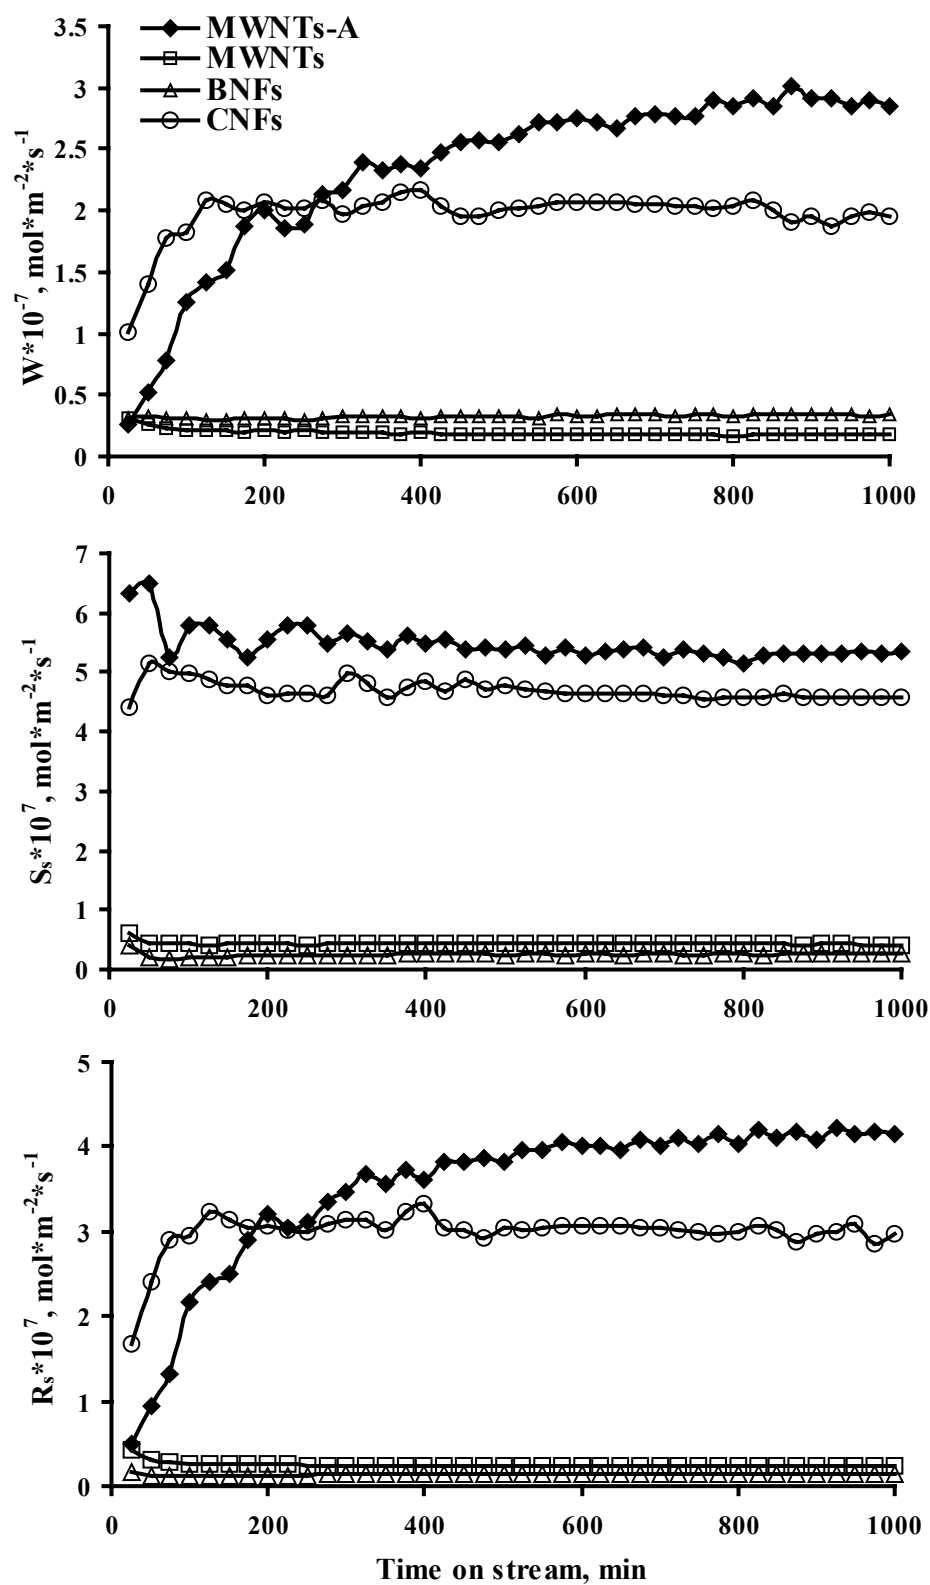 MWNTs-A
MWNTs
BNFs
CNFs
W*10⁻⁷, mol*m⁻²*s⁻¹
3.5
3
2.5
2
1.5
1
0.5
0
0 200 400 600 800 1000
Sₛ*10⁷, mol*m⁻²*s⁻¹
7
6
5
4
3
2
1
0
0 200 400 600 800 1000
Rₛ*10⁷, mol*m⁻²*s⁻¹
5
4
3
2
1
0
0 200 400 600 800 1000
Time on stream, min